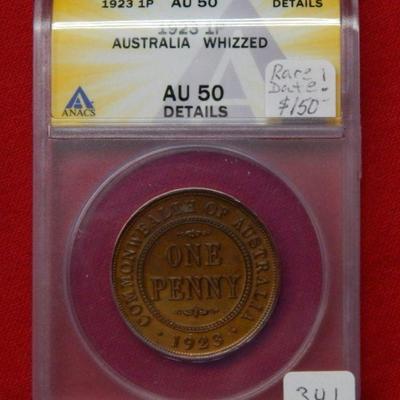 1923 1P AU 50 DETAILS
1923 1P
AUSTRALIA WHIZZED
AU 50
DETAILS
ANACS
Rare!
Date!
$150-
COMMONWEALTH OF AUSTRALIA
ONE
PENNY
1923
341